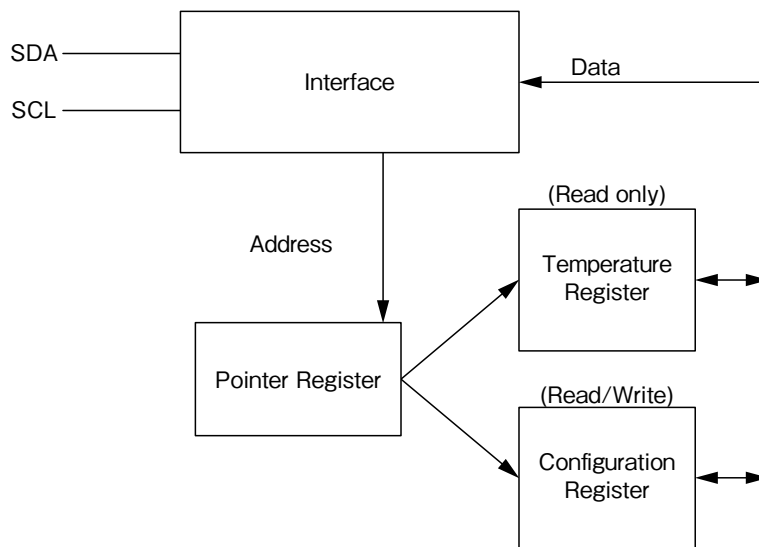 SDA
SCL
Interface
Data
Address
(Read only)
Temperature
Register
Pointer Register
(Read/Write)
Configuration
Register